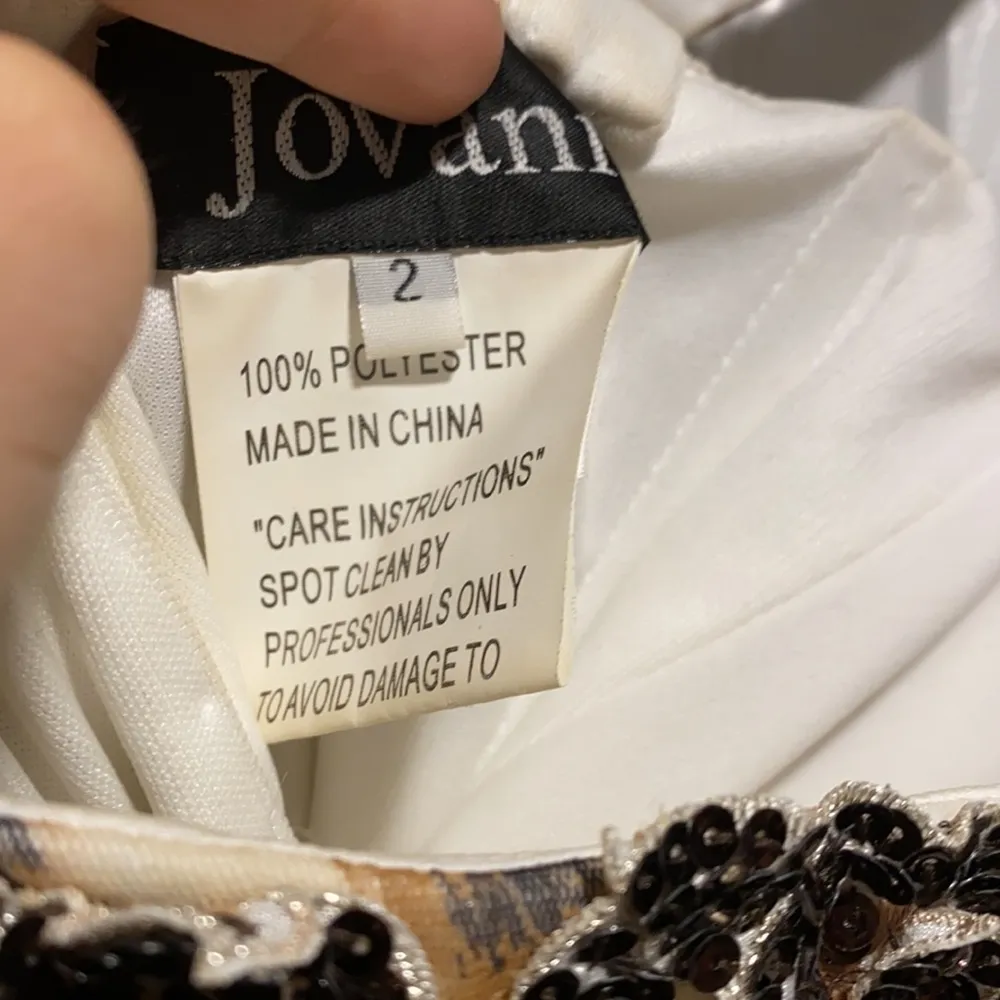 Jovani
2
100% POLYESTER
MADE IN CHINA
"CARE INSTRUCTIONS"
SPOT CLEAN BY
PROFESSIONALS ONLY
TO AVOID DAMAGE TO